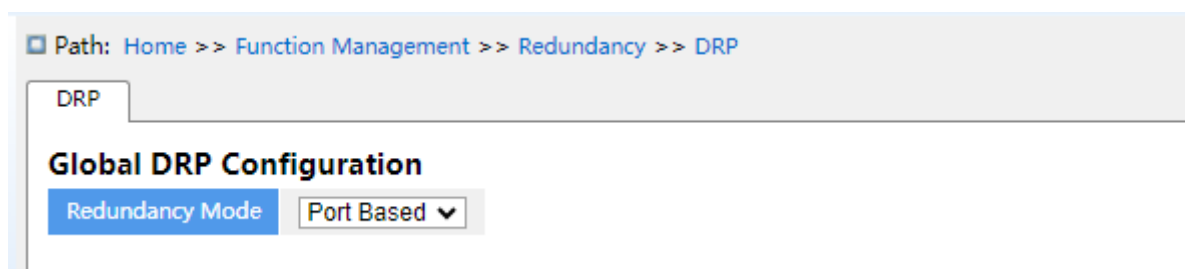 Path: Home >> Function Management >> Redundancy >> DRP
DRP
Global DRP Configuration
Redundancy Mode Port Based